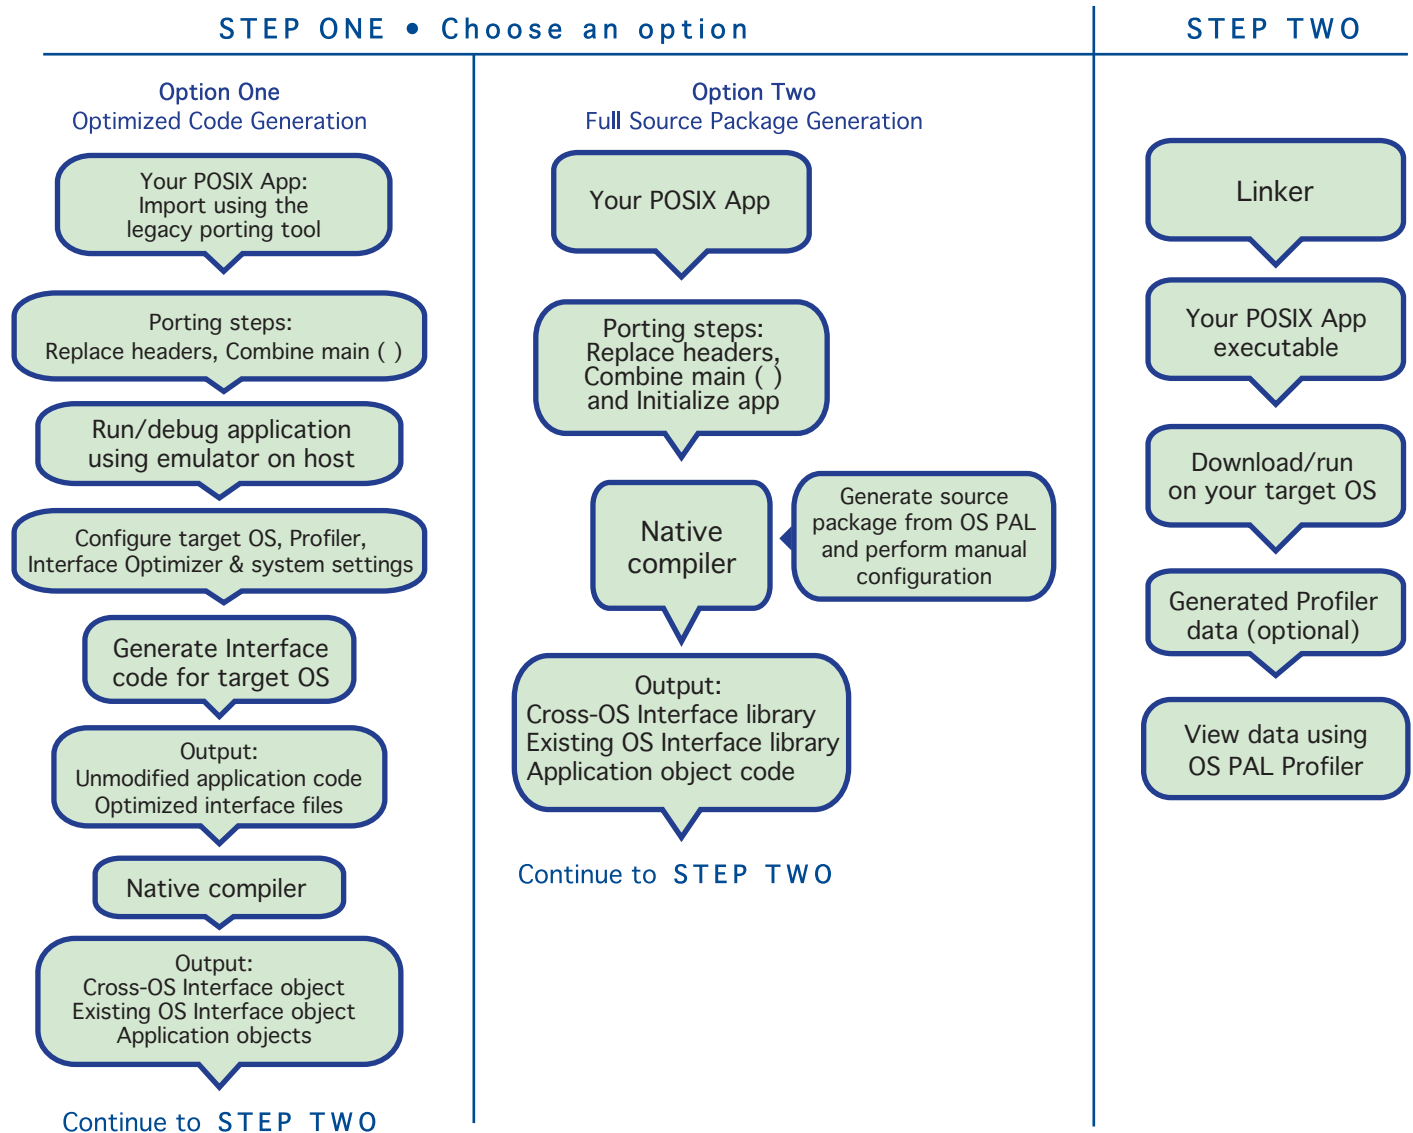 STEP ONE • Choose an option
Option One
Optimized Code Generation
Your POSIX App:
Import using the
legacy porting tool
Porting steps:
Replace headers, Combine main ( )
Run/debug application
using emulator on host
Configure target OS, Profiler,
Interface Optimizer & system settings
Generate Interface
code for target OS
Output:
Unmodified application code
Optimized interface files
Native compiler
Output:
Cross-OS Interface object
Existing OS Interface object
Application objects
Continue to STEP TWO
Option Two
Full Source Package Generation
Your POSIX App
Porting steps:
Replace headers,
Combine main ( )
and Initialize app
Native
compiler
Generate source
package from OS PAL
and perform manual
configuration
Output:
Cross-OS Interface library
Existing OS Interface library
Application object code
Continue to STEP TWO
STEP TWO
Linker
Your POSIX App
executable
Download/run
on your target OS
Generated Profiler
data (optional)
View data using
OS PAL Profiler